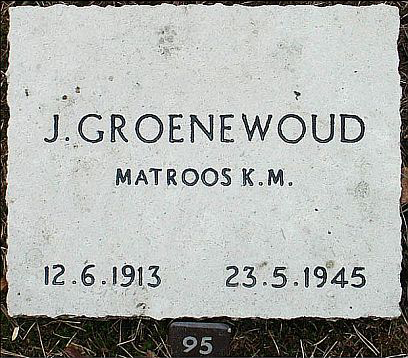 J. GROENEWOUD
MATROOS K.M.
12.6.1913 23.5.1945
95